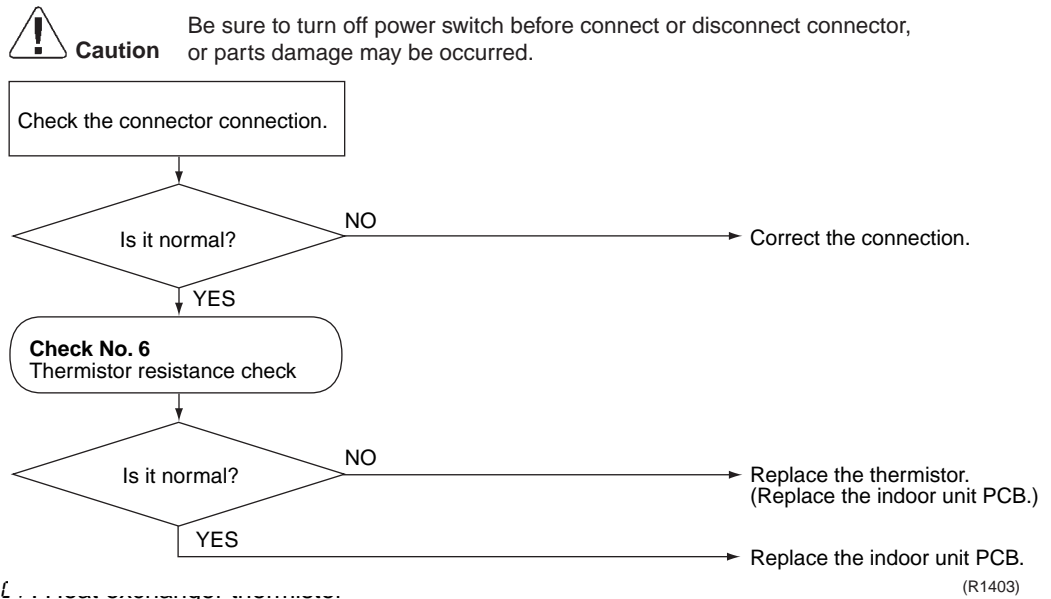 Be sure to turn off power switch before connect or disconnect connector,
Caution or parts damage may be occurred.
Check the connector connection.
Is it normal?
NO
Correct the connection.
YES
Check No. 6
Thermistor resistance check
Is it normal?
NO
Replace the thermistor.
(Replace the indoor unit PCB.)
YES
Replace the indoor unit PCB.
(R1403)